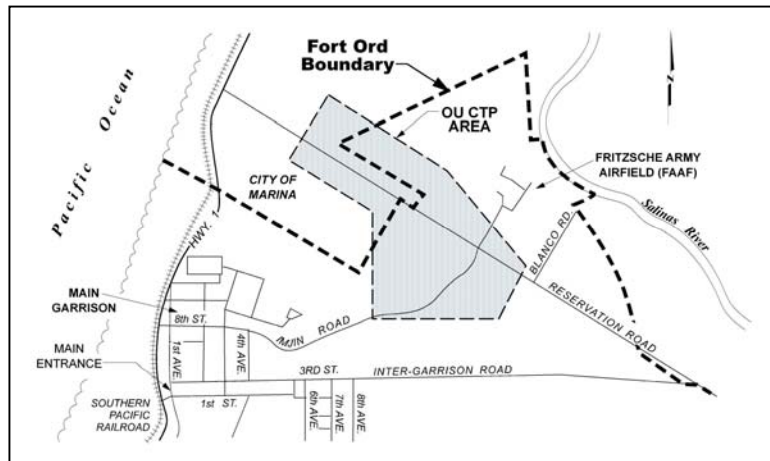 Fort Ord
Boundary
OU CTP
AREA
N
Pacific Ocean
CITY OF
MARINA
FRITZSCHE ARMY
AIRFIELD (FAAF)
Salinas River
HWY. 1
BLANCO RD.
RESERVATION ROAD
MAIN
GARRISON
8th ST.
IMJIN ROAD
MAIN
ENTRANCE
1st AVE.
4th AVE.
3RD ST.
INTER-GARRISON ROAD
SOUTHERN
PACIFIC
RAILROAD
1st ST.
6th AVE.
7th AVE.
8th AVE.